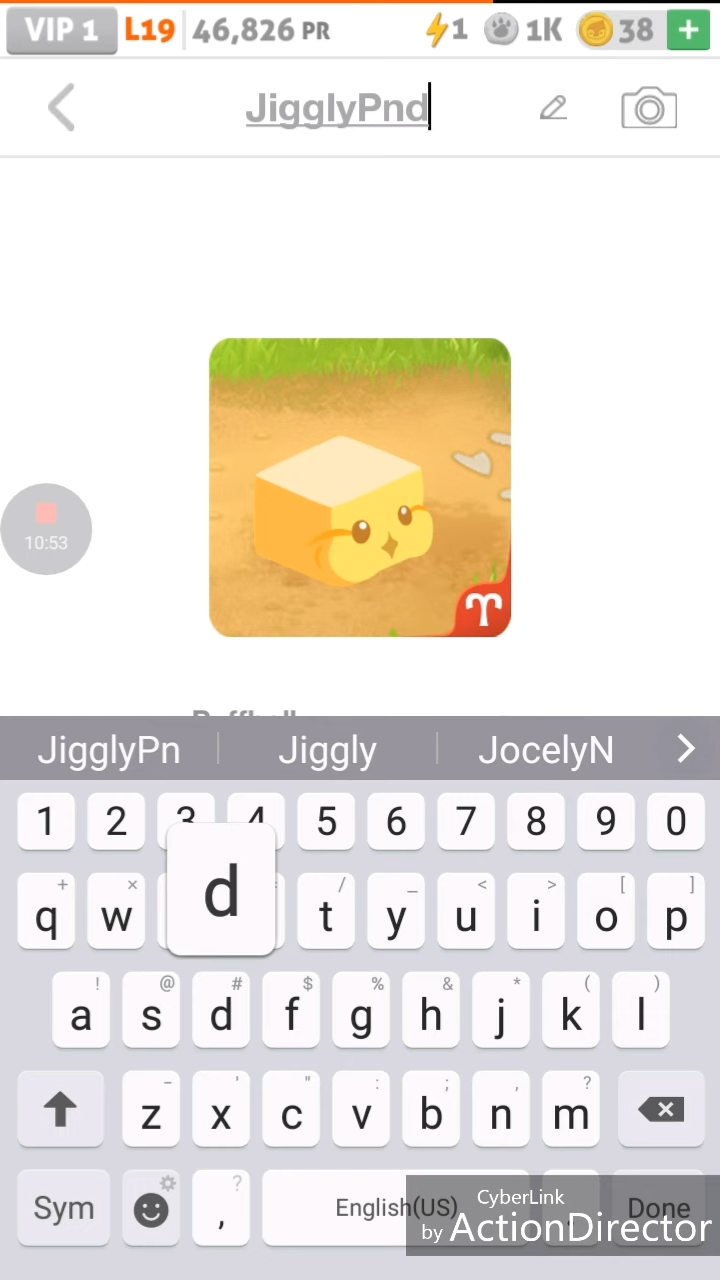 VIP 1 L19 46,826 PR 1 1K 38 +
JigglyPnd
10:53
JigglyPn Jiggly JocelyN
1 2 3 4 5 6 7 8 9 0
+ × / _ < > [ ]
q w d t y u i o p
! @ # $ % & * ( )
a s d f g h j k l
- ' " : ; , ?
z x c v b n m
?
Sym , English(US) Done
CyberLink
by ActionDirector